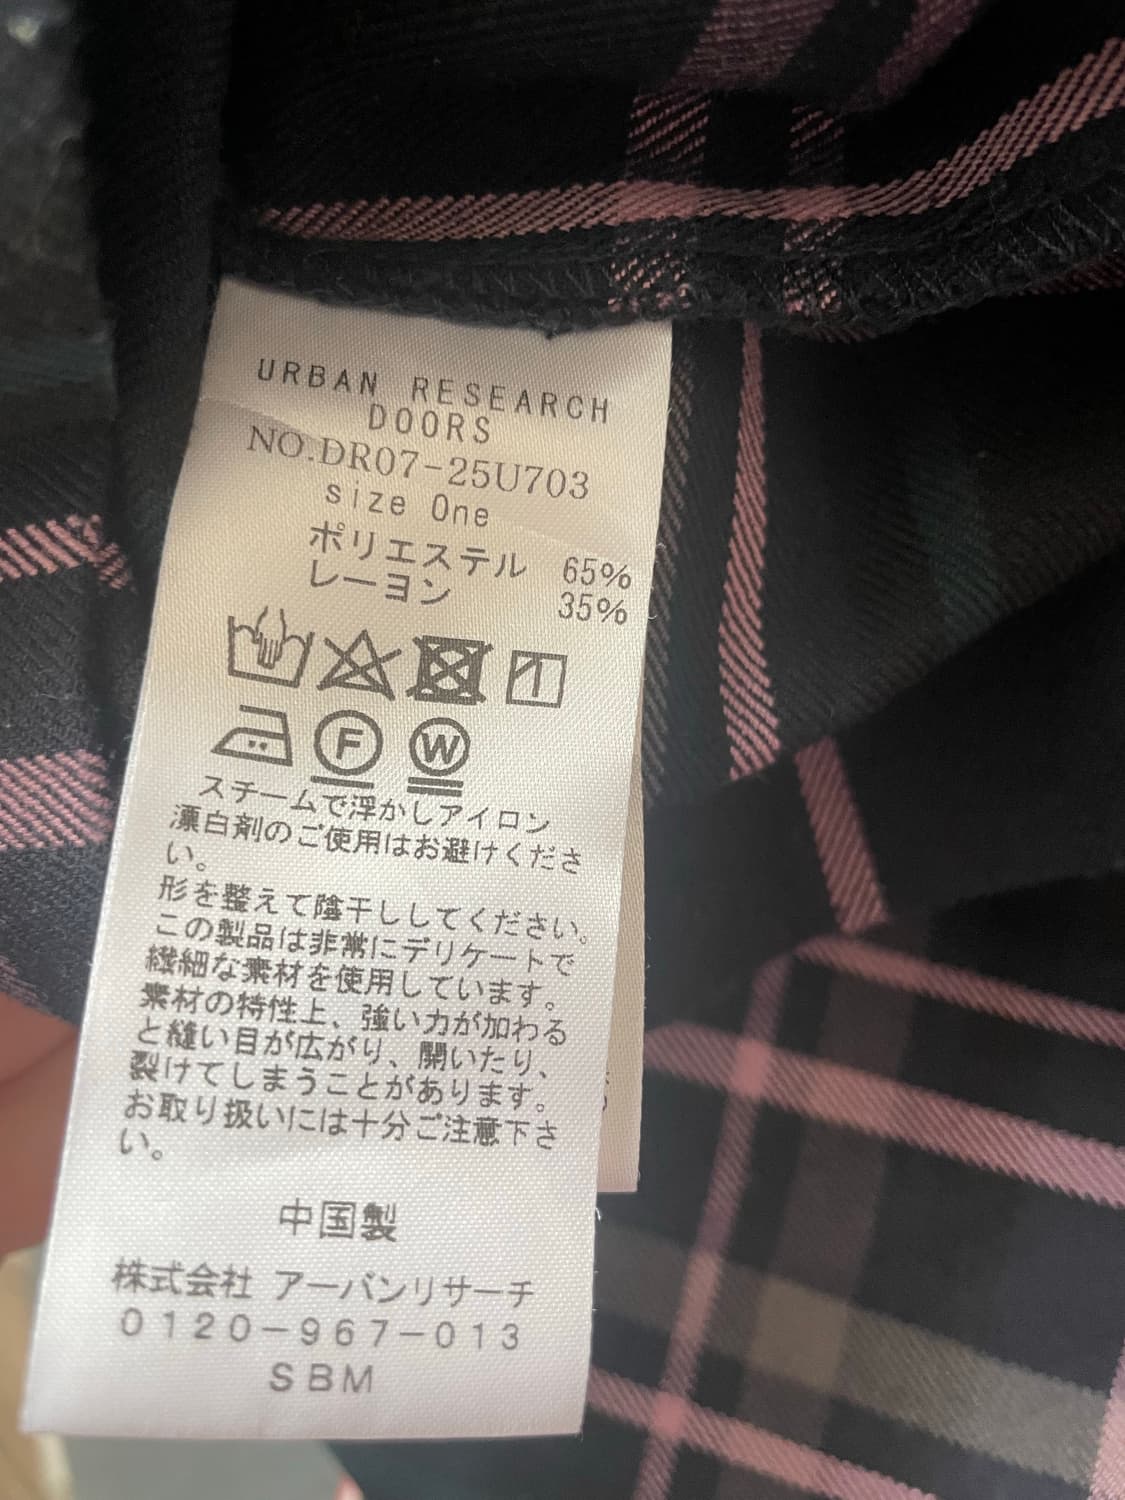 URBAN RESEARCH
DOORS
NO.DR07-25U703
size One
ポリエステル 65%
レーヨン 35%
F W
スチームで浮かしアイロン
漂白剤のご使用はお避けくださ
い。
形を整えて陰干ししてください。
この製品は非常にデリケートで
繊細な素材を使用しています。
素材の特性上、強い力が加わる
と縫い目が広がり、開いたり、
裂けてしまうことがあります。
お取り扱いには十分ご注意下さ
い。
中国製
株式会社 アーバンリサーチ
0120-967-013
SBM